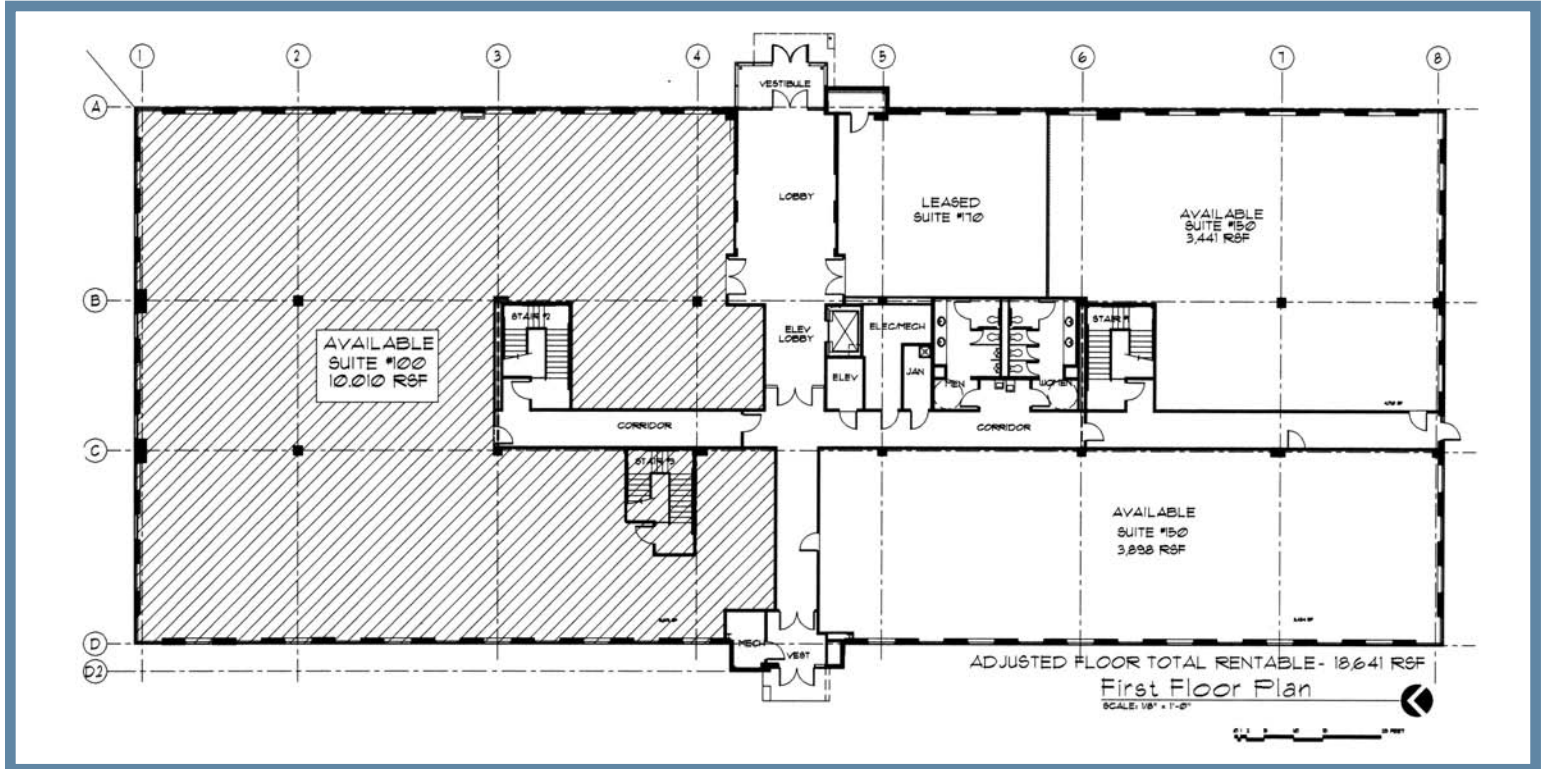 1
2
3
4
5
6
7
8
A
VESTIBULE
LOBBY
LEASED
SUITE #170
AVAILABLE
SUITE #150
3,441 RSF
B
STAIR #2
ELEV
LOBBY
ELEC/MECH
STAIR #1
AVAILABLE
SUITE #100
10,010 RSF
ELEV
JAN
MEN
WOMEN
CORRIDOR
CORRIDOR
C
STAIR #3
AVAILABLE
SUITE #150
3,898 RSF
D
MECH
VEST
D2
ADJUSTED FLOOR TOTAL RENTABLE - 18,641 RSF
First Floor Plan
SCALE: 1/8" = 1'-0"